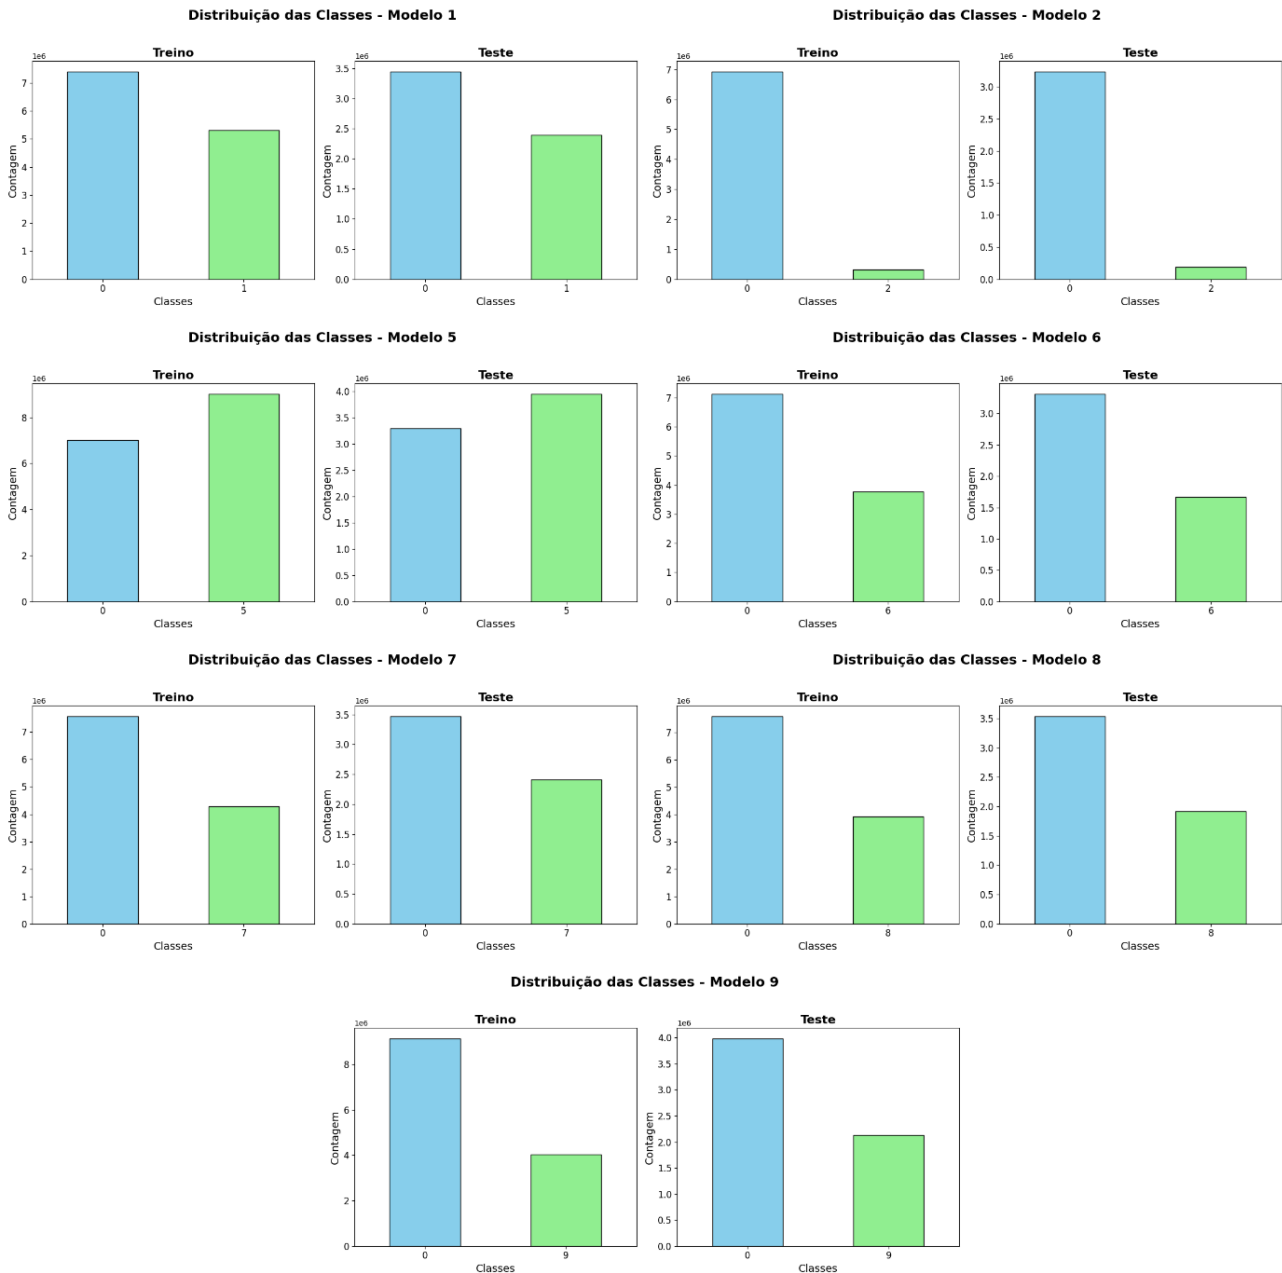 Distribuição das Classes - Modelo 1
Treino
1e6
Contagem
7
6
5
4
3
2
1
0
0 1
Classes
Teste
1e6
Contagem
3.5
3.0
2.5
2.0
1.5
1.0
0.5
0.0
0 1
Classes
Distribuição das Classes - Modelo 2
Treino
1e6
Contagem
7
6
5
4
3
2
1
0
0 2
Classes
Teste
1e6
Contagem
3.0
2.5
2.0
1.5
1.0
0.5
0.0
0 2
Classes
Distribuição das Classes - Modelo 5
Treino
1e6
Contagem
8
6
4
2
0
0 5
Classes
Teste
1e6
Contagem
4.0
3.5
3.0
2.5
2.0
1.5
1.0
0.5
0.0
0 5
Classes
Distribuição das Classes - Modelo 6
Treino
1e6
Contagem
7
6
5
4
3
2
1
0
0 6
Classes
Teste
1e6
Contagem
3.0
2.5
2.0
1.5
1.0
0.5
0.0
0 6
Classes
Distribuição das Classes - Modelo 7
Treino
1e6
Contagem
7
6
5
4
3
2
1
0
0 7
Classes
Teste
1e6
Contagem
3.5
3.0
2.5
2.0
1.5
1.0
0.5
0.0
0 7
Classes
Distribuição das Classes - Modelo 8
Treino
1e6
Contagem
7
6
5
4
3
2
1
0
0 8
Classes
Teste
1e6
Contagem
3.5
3.0
2.5
2.0
1.5
1.0
0.5
0.0
0 8
Classes
Distribuição das Classes - Modelo 9
Treino
1e6
Contagem
8
6
4
2
0
0 9
Classes
Teste
1e6
Contagem
4.0
3.5
3.0
2.5
2.0
1.5
1.0
0.5
0.0
0 9
Classes